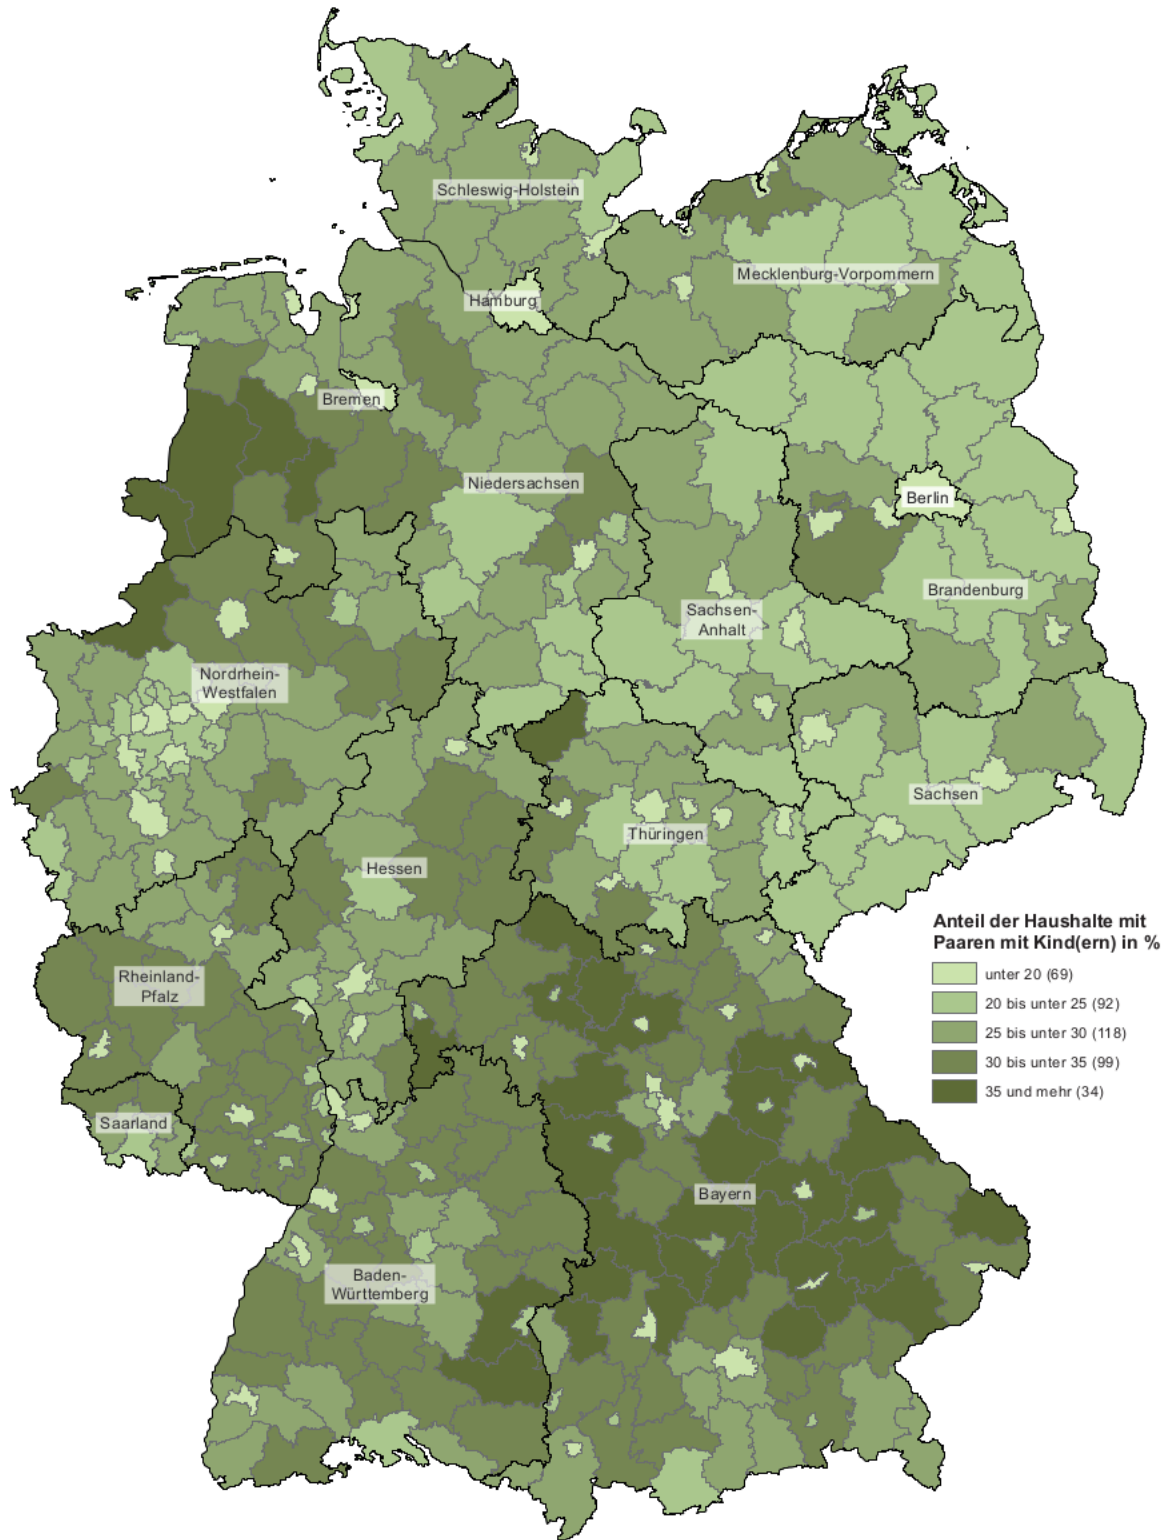 Schleswig-Holstein
Mecklenburg-Vorpommern
Hamburg
Bremen
Niedersachsen
Berlin
Brandenburg
Sachsen-
Anhalt
Nordrhein-
Westfalen
Sachsen
Thüringen
Hessen
Rheinland-
Pfalz
Saarland
Bayern
Baden-
Württemberg
Anteil der Haushalte mit
Paaren mit Kind(ern) in %
unter 20 (69)
20 bis unter 25 (92)
25 bis unter 30 (118)
30 bis unter 35 (99)
35 und mehr (34)